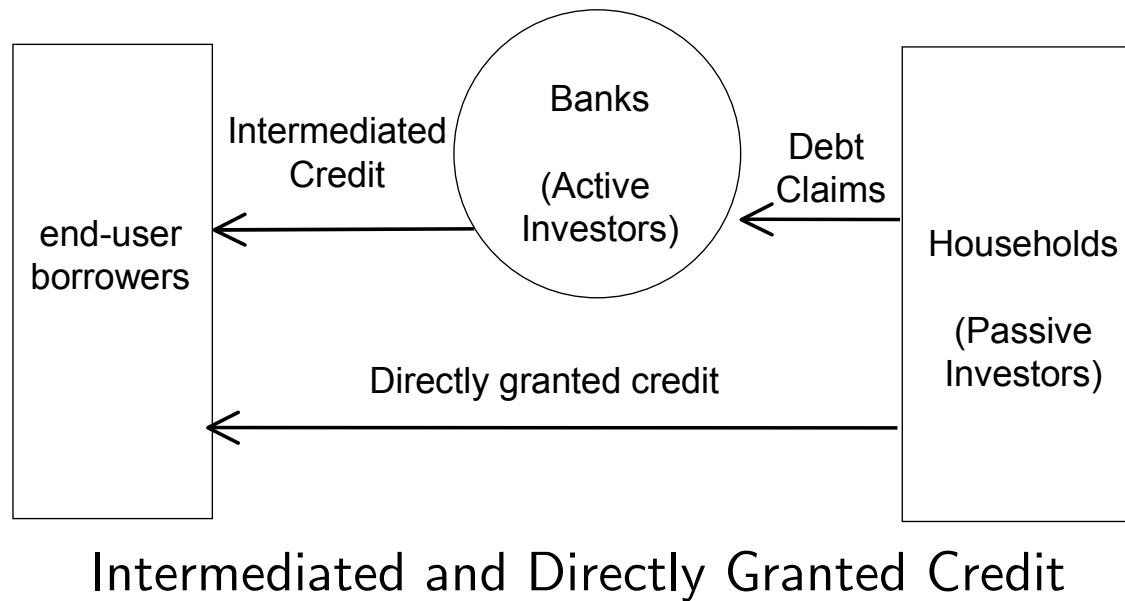 Banks
(Active
Investors)
Intermediated
Credit
Debt
Claims
end-user
borrowers
Households
(Passive
Investors)
Directly granted credit
Intermediated and Directly Granted Credit